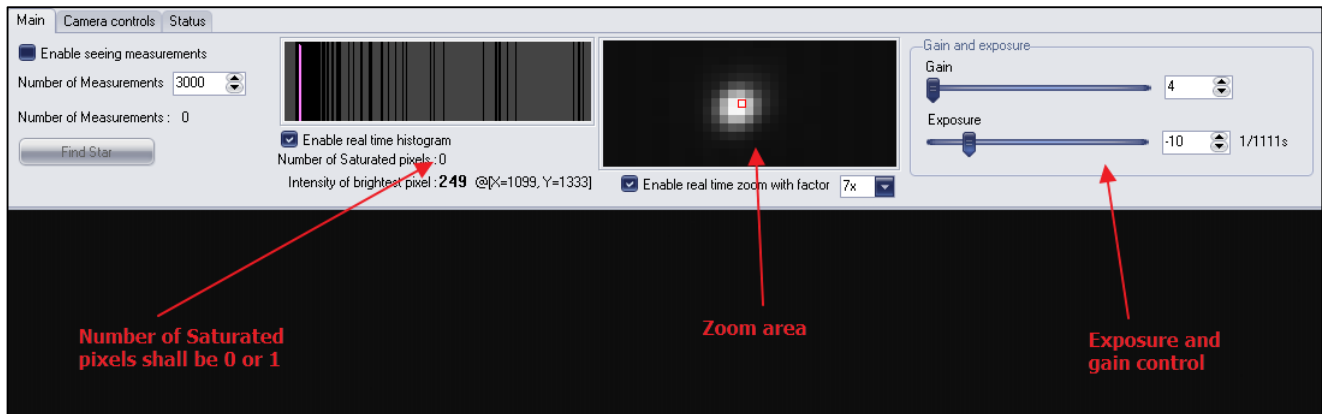 Main Camera controls Status
Enable seeing measurements
Number of Measurements 3000
Number of Measurements : 0
Find Star
Enable real time histogram
Number of Saturated pixels :0
Intensity of brightest pixel :249 @[X=1099, Y=1333]
Enable real time zoom with factor 7x
Gain and exposure
Gain
4
Exposure
-10 1/1111s
Number of Saturated
pixels shall be 0 or 1
Zoom area
Exposure and
gain control